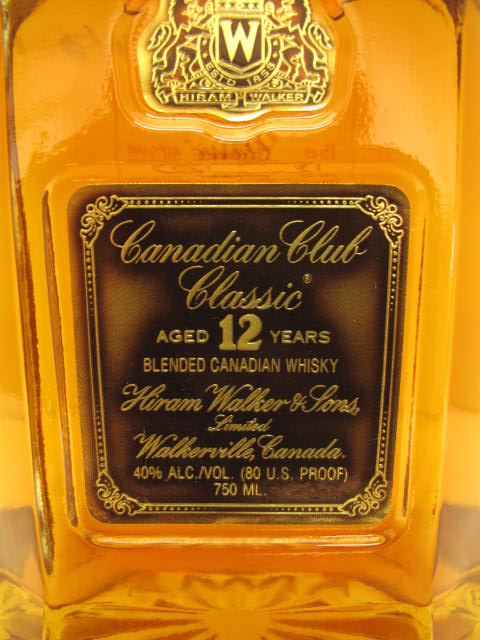 W
ESTD 1858
HIRAM WALKER
Canadian Club
Classic®
AGED 12 YEARS
BLENDED CANADIAN WHISKY
Hiram Walker & Sons,
Limited
Walkerville, Canada.
40% ALC./VOL. (80 U.S. PROOF)
750 ML.